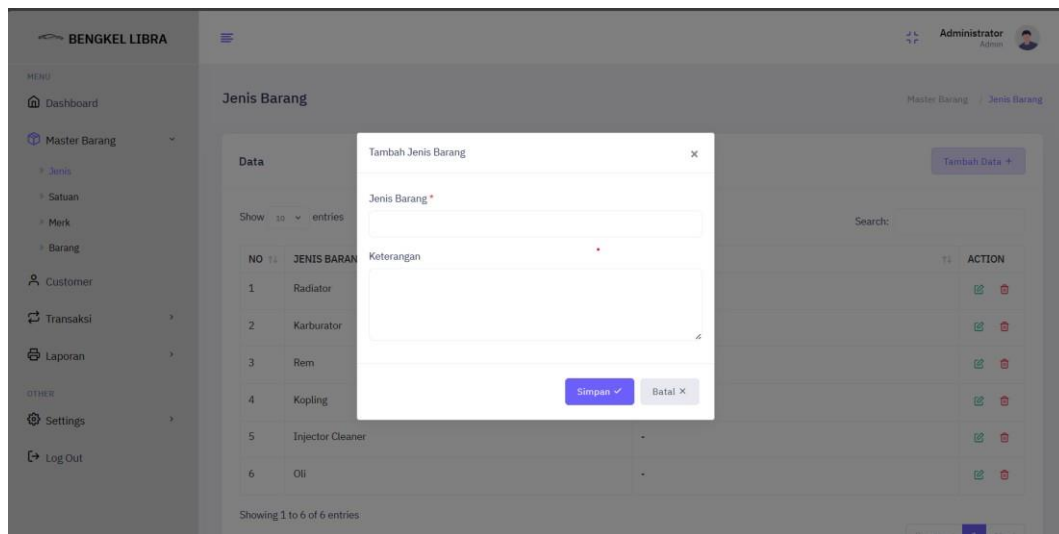 BENGKEL LIBRA
Administrator
Admin
MENU
Dashboard
Master Barang
Jenis
Satuan
Merk
Barang
Customer
Transaksi
Laporan
OTHER
Settings
Log Out
Jenis Barang
Master Barang / Jenis Barang
Data
Tambah Data +
Show 10 entries
Search:
NO JENIS BARAN ACTION
1 Radiator
2 Karburator
3 Rem
4 Kopling
5 Injector Cleaner -
6 Oli -
Showing 1 to 6 of 6 entries
Tambah Jenis Barang ×
Jenis Barang *
Keterangan
Simpan ✓ Batal ×